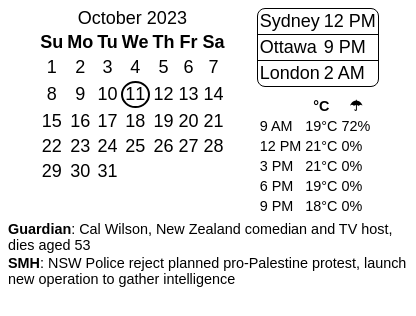 October 2023
Su Mo Tu We Th Fr Sa
1 2 3 4 5 6 7
8 9 10 11 12 13 14
15 16 17 18 19 20 21
22 23 24 25 26 27 28
29 30 31
Sydney 12 PM
Ottawa 9 PM
London 2 AM
°C ☂
9 AM 19°C 72%
12 PM 21°C 0%
3 PM 21°C 0%
6 PM 19°C 0%
9 PM 18°C 0%
Guardian: Cal Wilson, New Zealand comedian and TV host,
dies aged 53
SMH: NSW Police reject planned pro-Palestine protest, launch
new operation to gather intelligence